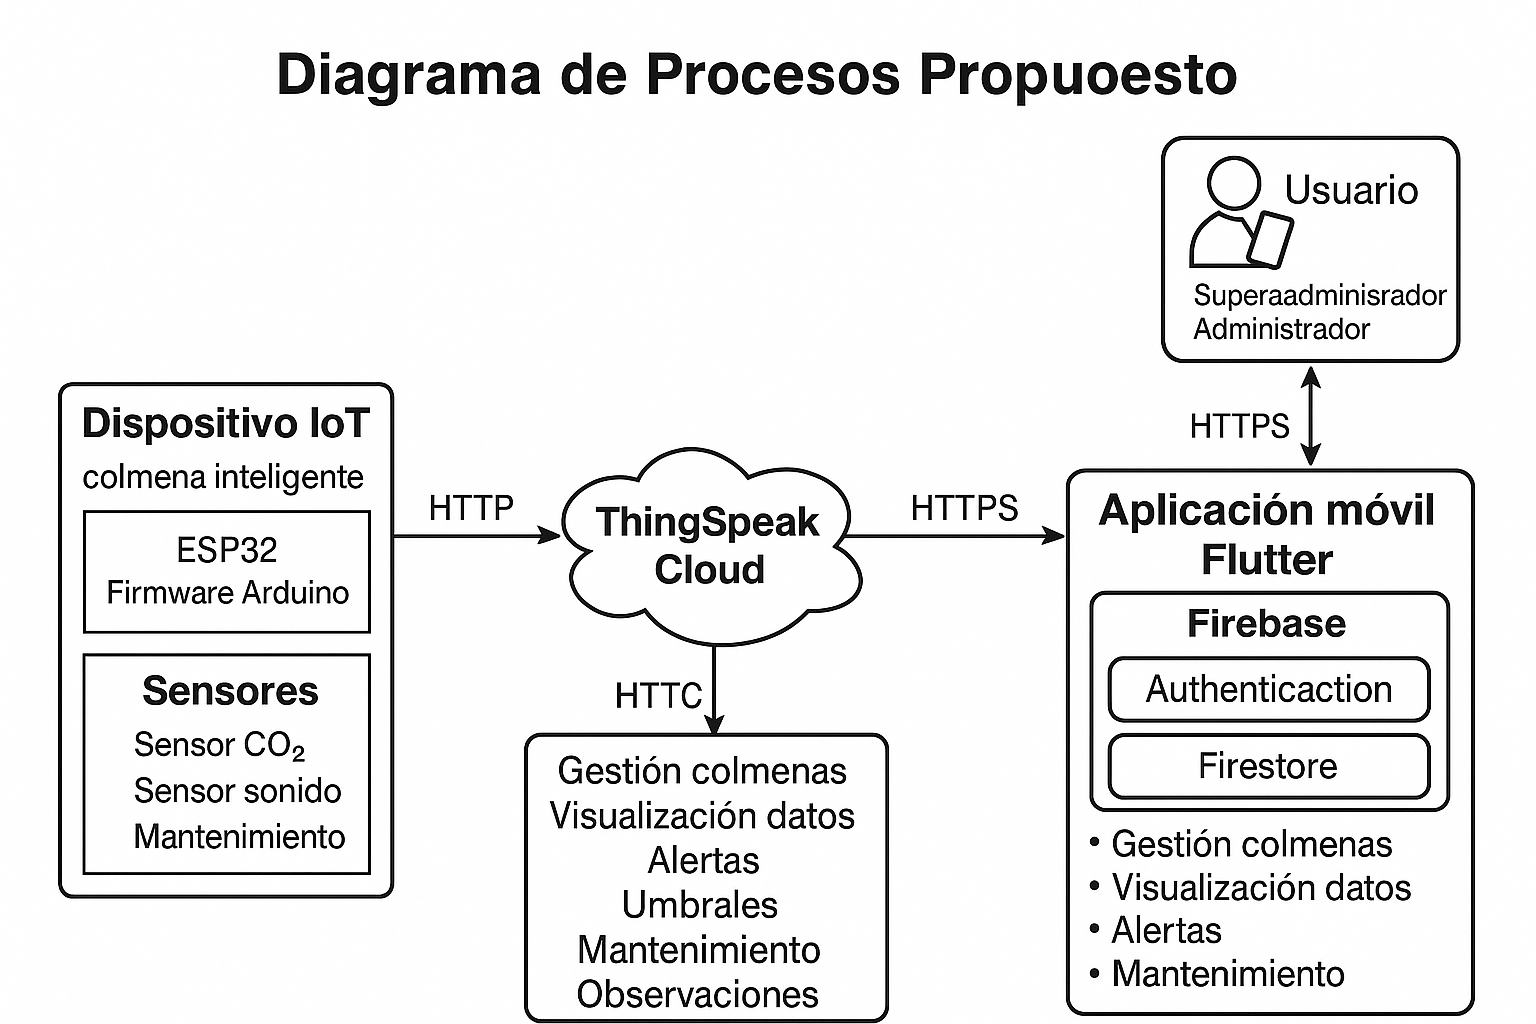 Diagrama de Procesos Propuoesto
Usuario
Superaadminisrador
Administrador
HTTPS
Dispositivo IoT
colmena inteligente
ESP32
Firmware Arduino
Sensores
Sensor CO₂
Sensor sonido
Mantenimiento
HTTP
ThingSpeak
Cloud
HTTPS
HTTC
Gestión colmenas
Visualización datos
Alertas
Umbrales
Mantenimiento
Observaciones
Aplicación móvil
Flutter
Firebase
Authenticaction
Firestore
• Gestión colmenas
• Visualización datos
• Alertas
• Mantenimiento